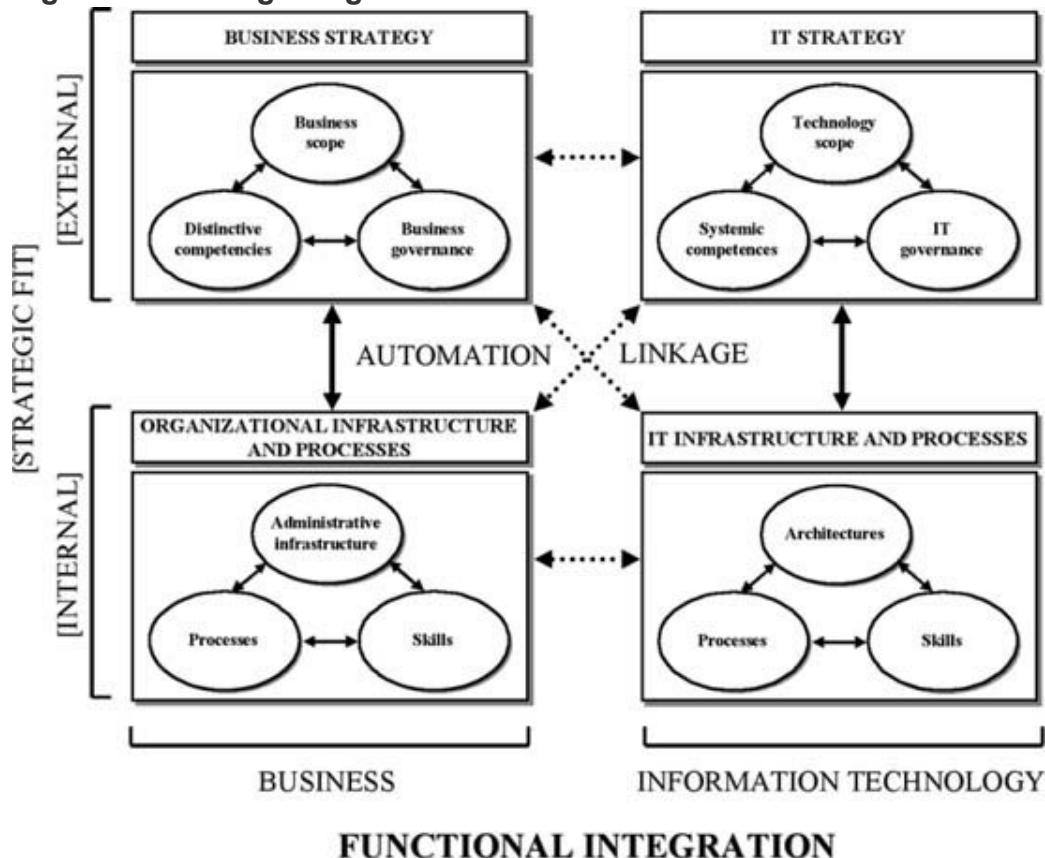 BUSINESS STRATEGY
IT STRATEGY
Business
scope
Technology
scope
Distinctive
competencies
Business
governance
Systemic
competences
IT
governance
[EXTERNAL]
[STRATEGIC FIT]
AUTOMATION
LINKAGE
ORGANIZATIONAL INFRASTRUCTURE
AND PROCESSES
IT INFRASTRUCTURE AND PROCESSES
Administrative
infrastructure
Architectures
Processes
Skills
Processes
Skills
[INTERNAL]
BUSINESS
INFORMATION TECHNOLOGY
FUNCTIONAL INTEGRATION